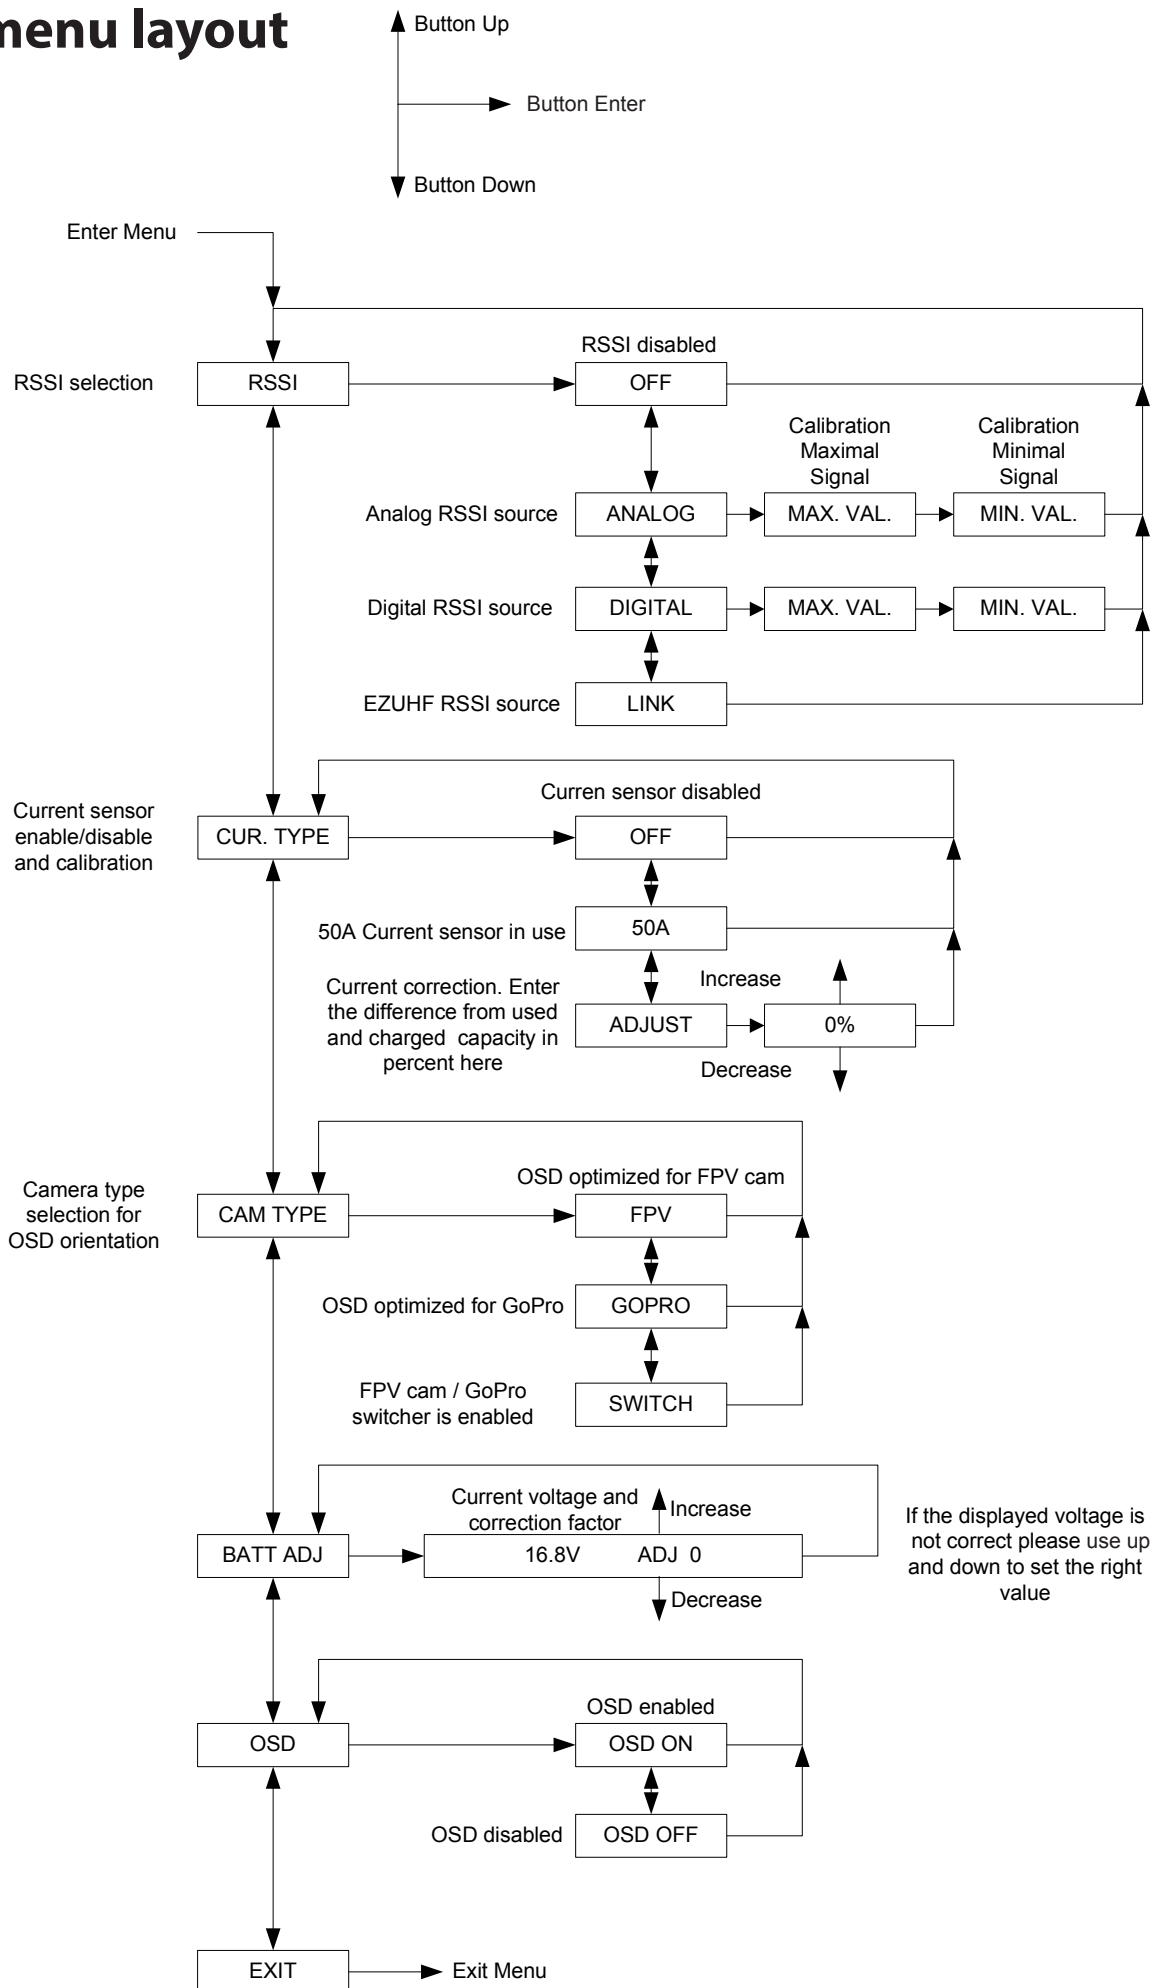 menu layout
Button Up
Button Enter
Button Down
Enter Menu
RSSI disabled
RSSI selection
RSSI
OFF
Calibration
Maximal
Signal
Calibration
Minimal
Signal
Analog RSSI source
ANALOG
MAX. VAL.
MIN. VAL.
Digital RSSI source
DIGITAL
MAX. VAL.
MIN. VAL.
EZUHF RSSI source
LINK
Current sensor
enable/disable
and calibration
Curren sensor disabled
CUR. TYPE
OFF
50A Current sensor in use
50A
Current correction. Enter
the difference from used
and charged capacity in
percent here
ADJUST
Increase
0%
Decrease
Camera type
selection for
OSD orientation
OSD optimized for FPV cam
CAM TYPE
FPV
OSD optimized for GoPro
GOPRO
FPV cam / GoPro
switcher is enabled
SWITCH
Current voltage and
correction factor
Increase
BATT ADJ
16.8V ADJ 0
Decrease
If the displayed voltage is
not correct please use up
and down to set the right
value
OSD enabled
OSD
OSD ON
OSD disabled
OSD OFF
EXIT
Exit Menu